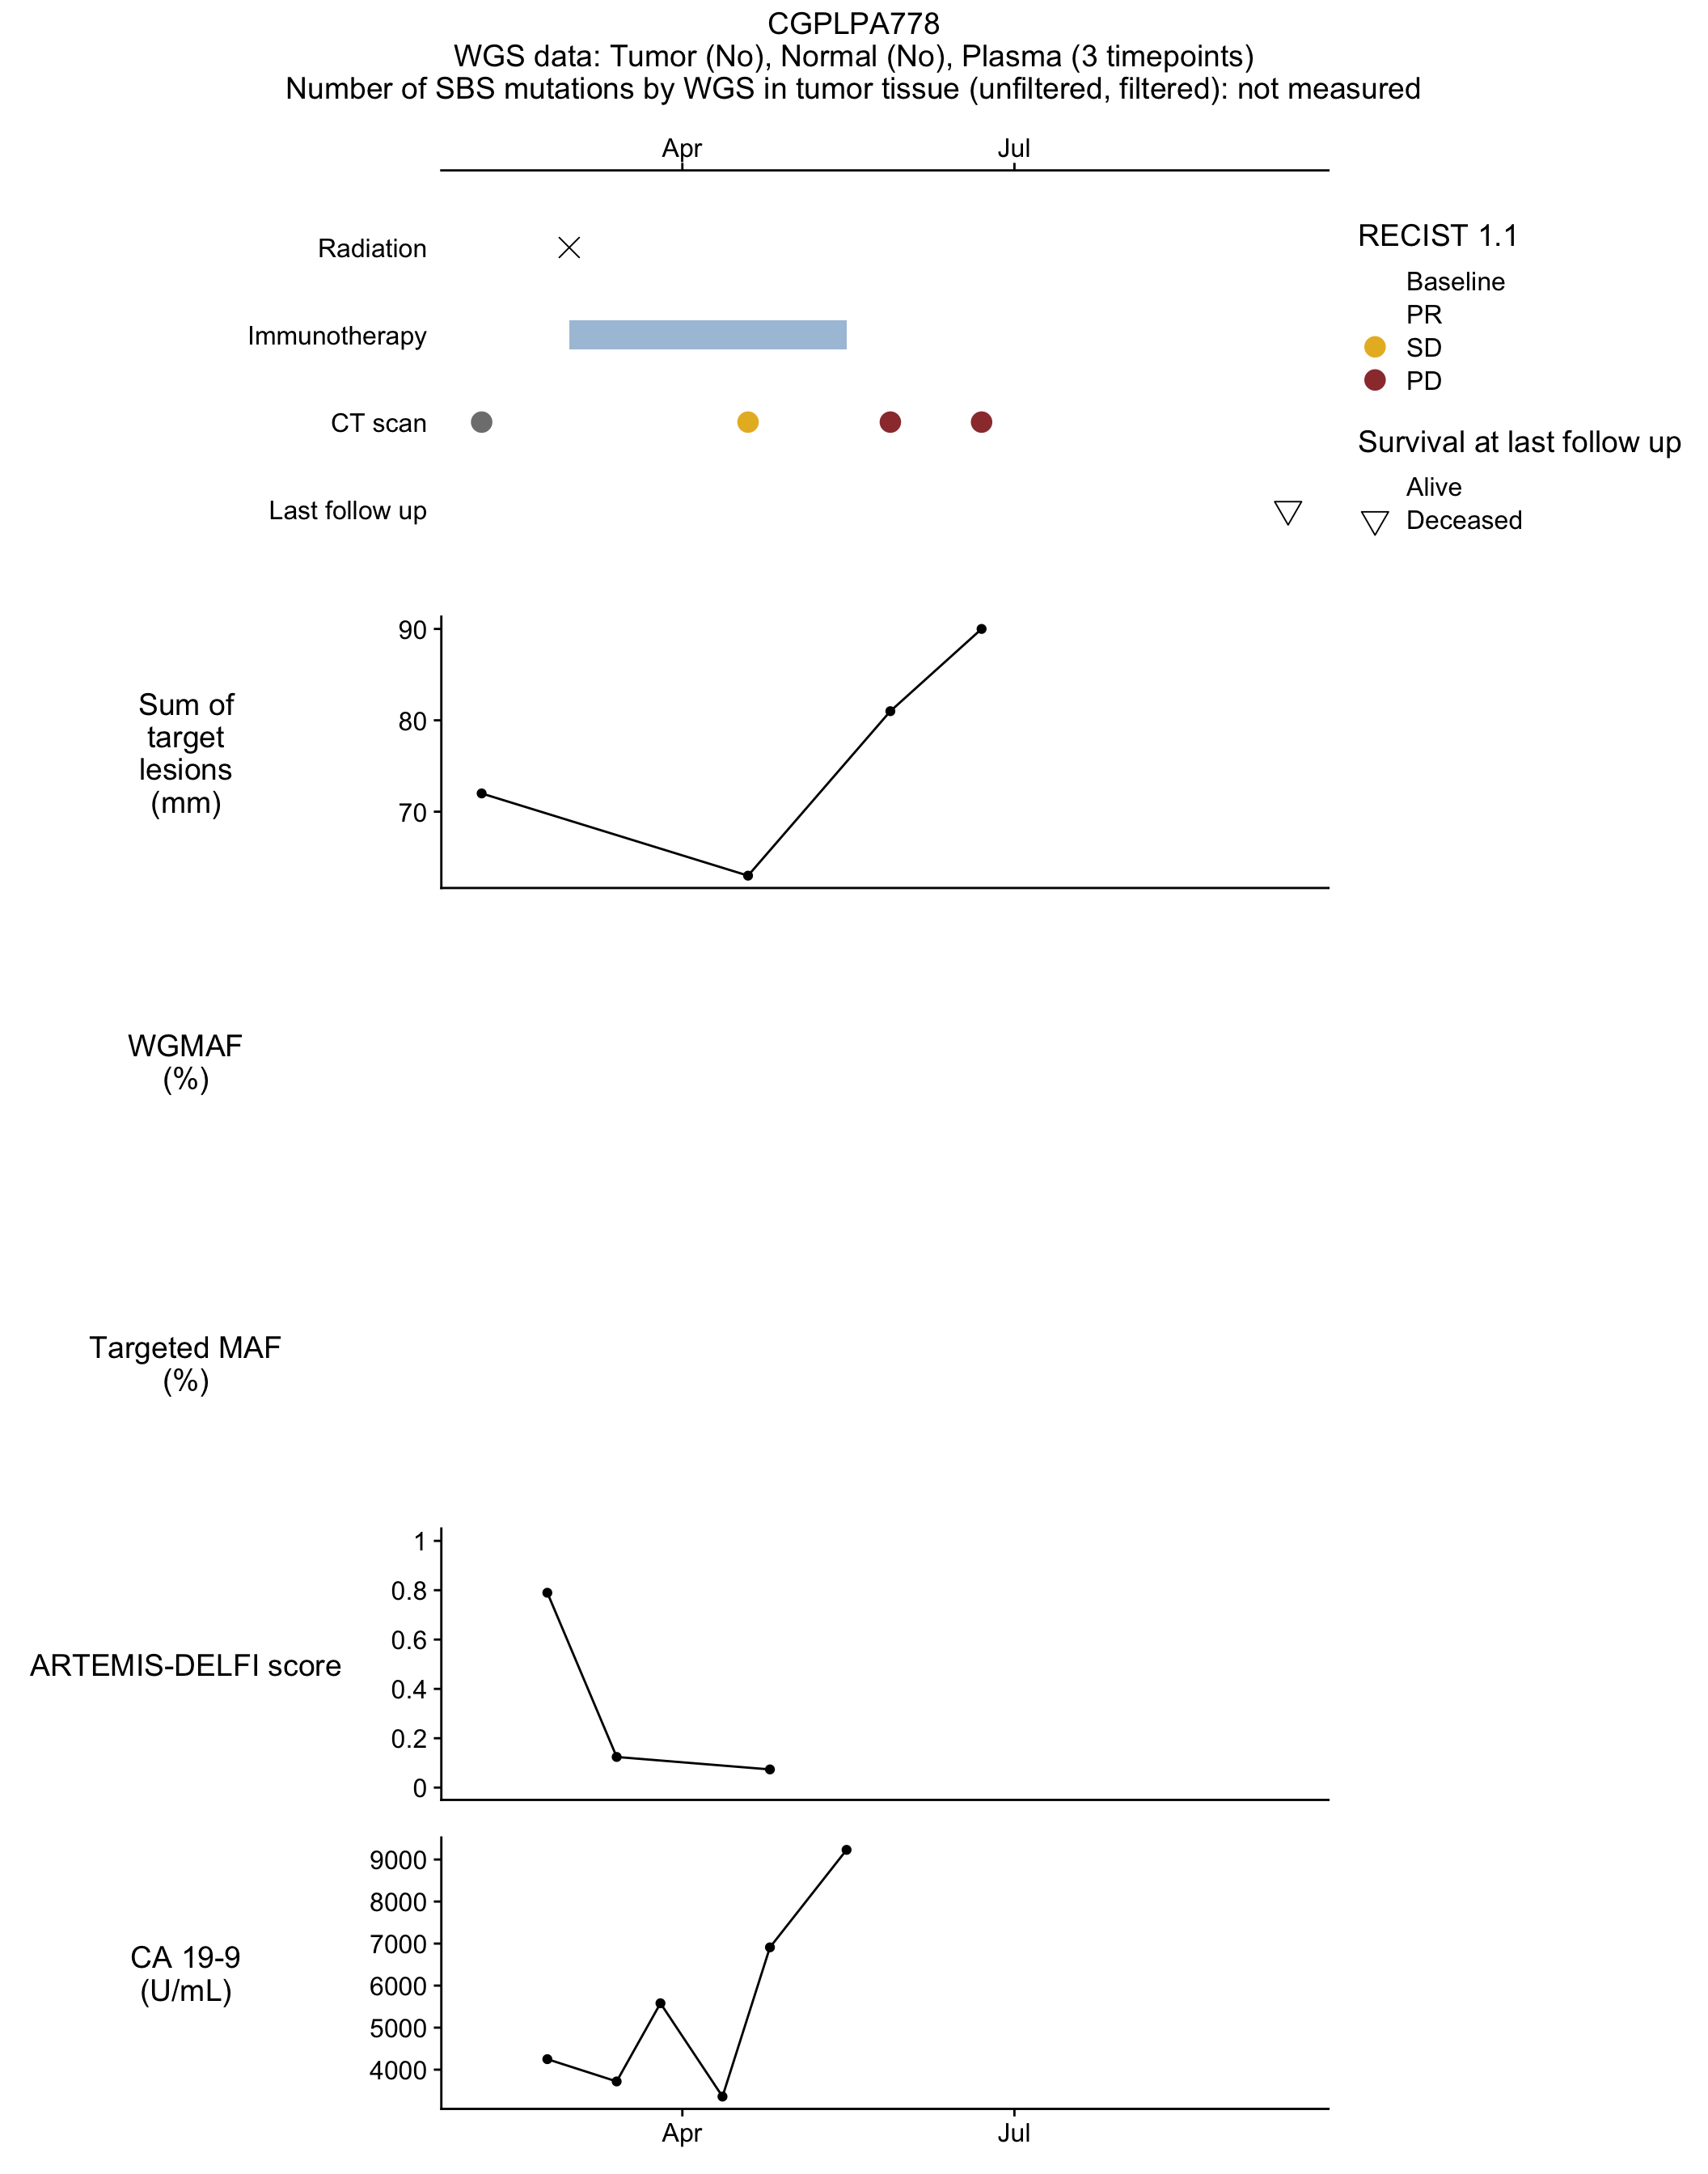 CGPLPA778
WGS data: Tumor (No), Normal (No), Plasma (3 timepoints)
Number of SBS mutations by WGS in tumor tissue (unfiltered, filtered): not measured
Apr
Jul
Radiation
Immunotherapy
CT scan
Last follow up
RECIST 1.1
Baseline
PR
SD
PD
Survival at last follow up
Alive
Deceased
Sum of
target
lesions
(mm)
90
80
70
WGMAF
(%)
Targeted MAF
(%)
ARTEMIS-DELFI score
1
0.8
0.6
0.4
0.2
0
CA 19-9
(U/mL)
9000
8000
7000
6000
5000
4000
Apr
Jul